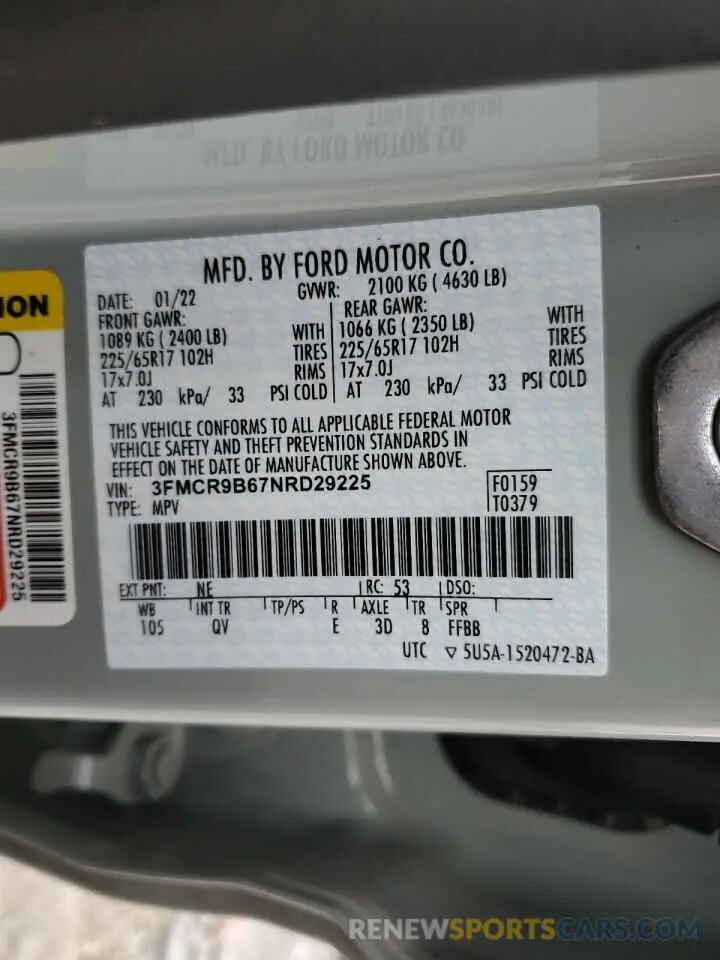 MFD. BY FORD MOTOR CO.
DATE: 01/22 GVWR: 2100 KG ( 4630 LB)
FRONT GAWR: REAR GAWR:
1089 KG ( 2400 LB) WITH 1066 KG ( 2350 LB) WITH
225/65R17 102H TIRES 225/65R17 102H TIRES
17x7.0J RIMS 17x7.0J RIMS
AT 230 kPa/ 33 PSI COLD AT 230 kPa/ 33 PSI COLD
THIS VEHICLE CONFORMS TO ALL APPLICABLE FEDERAL MOTOR
VEHICLE SAFETY AND THEFT PREVENTION STANDARDS IN
EFFECT ON THE DATE OF MANUFACTURE SHOWN ABOVE.
VIN: 3FMCR9B67NRD29225 F0159
TYPE: MPV T0379
EXT PNT: NE RC: 53 DSO:
WB INT TR TP/PS R AXLE TR SPR
105 QV E 3D 8 FFBB
UTC ▽ 5U5A-1520472-BA
ION
3FMCR9B67NRD29225
RENEWSPORTSCARS.COM